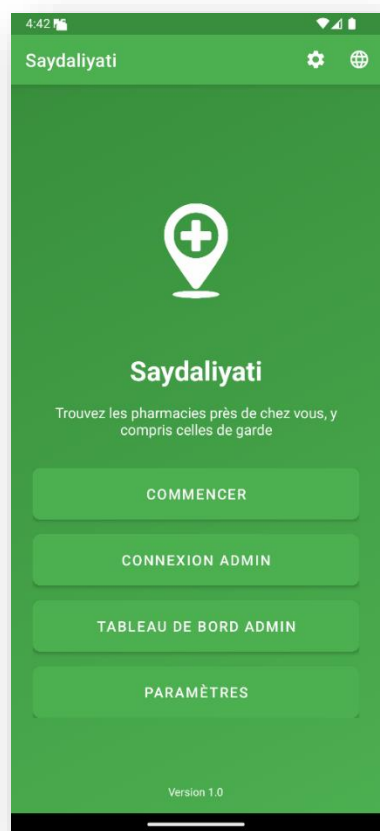 4:42
Saydaliyati
Saydaliyati
Trouvez les pharmacies près de chez vous, y
compris celles de garde
COMMENCER
CONNEXION ADMIN
TABLEAU DE BORD ADMIN
PARAMÈTRES
Version 1.0